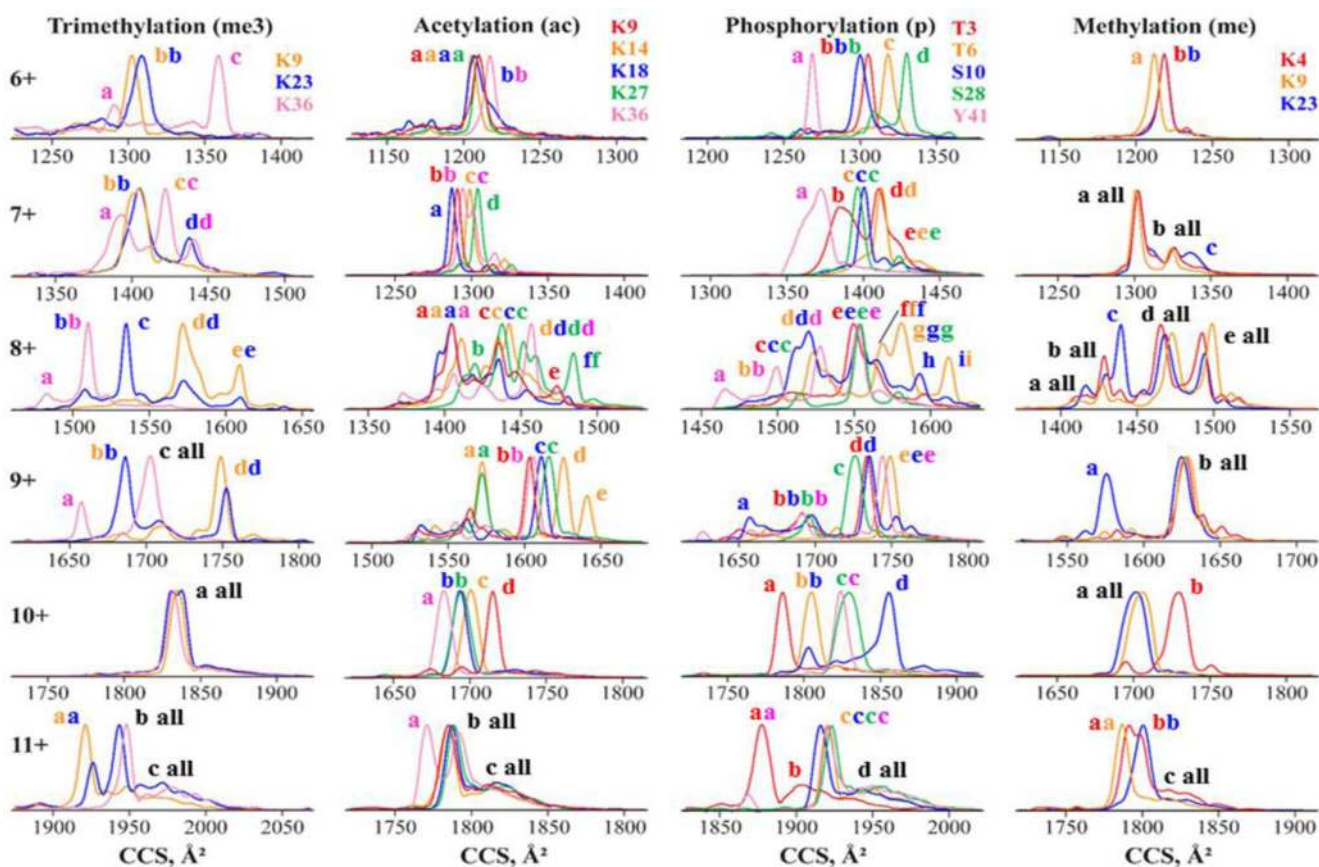 Trimethylation (me3) Acetylation (ac) Phosphorylation (p) Methylation (me)
K9
K23
K36
K9
K14
K18
K27
K36
T3
T6
S10
S28
Y41
K4
K9
K23
6+
a bb c
aaaa bb
a bbb c d
a bb
1250 1300 1350 1400
1150 1200 1250 1300
1200 1250 1300 1350
1150 1200 1250 1300
7+
a bb cc dd
a bb cc d
a b ccc dd eee
a all b all c
1350 1400 1450 1500
1250 1300 1350 1400
1300 1350 1400 1450
1250 1300 1350 1400
8+
a bb c dd ee
aaaa b cccc dddd e ff
a bb ccc ddd eeee fff ggg h ii
a all b all c d all e all
1500 1550 1600 1650
1350 1400 1450 1500
1450 1500 1550 1600
1400 1450 1500 1550
9+
a bb c all dd
aa bb cc d e
a bbbb c dd eee
a b all
1650 1700 1750 1800
1500 1550 1600 1650
1650 1700 1750 1800
1550 1600 1650 1700
10+
a all
a bb c d
a bb cc d
a all b
1750 1800 1850 1900
1650 1700 1750 1800
1750 1800 1850 1900
1650 1700 1750 1800
11+
aa b all c all
a b all c all
aa b cccc d all
aa bb c all
1900 1950 2000 2050
1750 1800 1850
1850 1900 1950 2000
1750 1800 1850
CCS, Å² CCS, Å² CCS, Å² CCS, Å²